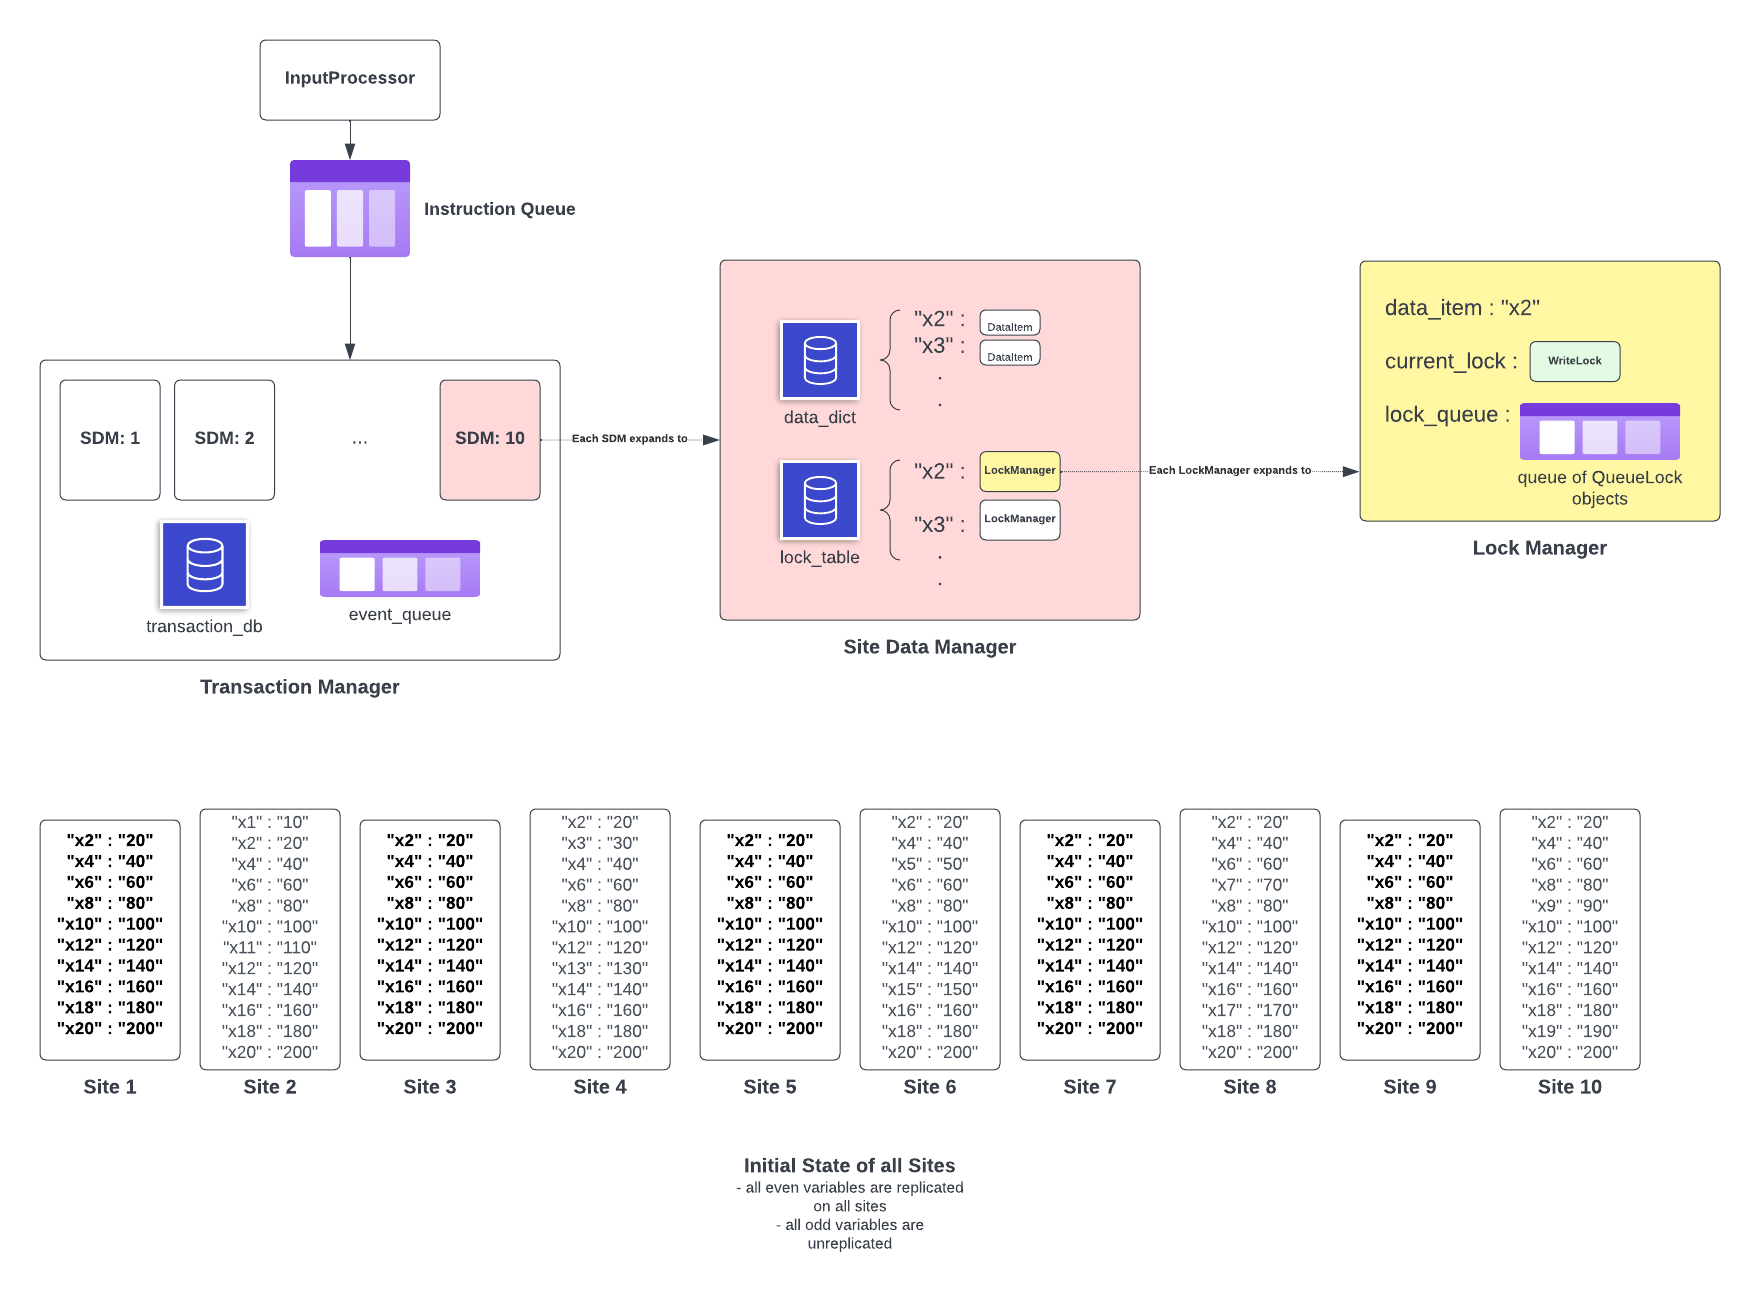 InputProcessor
Instruction Queue
SDM: 1
SDM: 2
...
SDM: 10
transaction_db
event_queue
Transaction Manager
Each SDM expands to
"x2" :
DataItem
"x3" :
DataItem
.
.
data_dict
"x2" :
LockManager
"x3" :
LockManager
.
.
lock_table
Site Data Manager
Each LockManager expands to
data_item : "x2"
current_lock :
WriteLock
lock_queue :
queue of QueueLock
objects
Lock Manager
"x2" : "20"
"x4" : "40"
"x6" : "60"
"x8" : "80"
"x10" : "100"
"x12" : "120"
"x14" : "140"
"x16" : "160"
"x18" : "180"
"x20" : "200"
Site 1
"x1" : "10"
"x2" : "20"
"x4" : "40"
"x6" : "60"
"x8" : "80"
"x10" : "100"
"x11" : "110"
"x12" : "120"
"x14" : "140"
"x16" : "160"
"x18" : "180"
"x20" : "200"
Site 2
"x2" : "20"
"x4" : "40"
"x6" : "60"
"x8" : "80"
"x10" : "100"
"x12" : "120"
"x14" : "140"
"x16" : "160"
"x18" : "180"
"x20" : "200"
Site 3
"x2" : "20"
"x3" : "30"
"x4" : "40"
"x6" : "60"
"x8" : "80"
"x10" : "100"
"x12" : "120"
"x13" : "130"
"x14" : "140"
"x16" : "160"
"x18" : "180"
"x20" : "200"
Site 4
"x2" : "20"
"x4" : "40"
"x6" : "60"
"x8" : "80"
"x10" : "100"
"x12" : "120"
"x14" : "140"
"x16" : "160"
"x18" : "180"
"x20" : "200"
Site 5
"x2" : "20"
"x4" : "40"
"x5" : "50"
"x6" : "60"
"x8" : "80"
"x10" : "100"
"x12" : "120"
"x14" : "140"
"x15" : "150"
"x16" : "160"
"x18" : "180"
"x20" : "200"
Site 6
"x2" : "20"
"x4" : "40"
"x6" : "60"
"x8" : "80"
"x10" : "100"
"x12" : "120"
"x14" : "140"
"x16" : "160"
"x18" : "180"
"x20" : "200"
Site 7
"x2" : "20"
"x4" : "40"
"x6" : "60"
"x7" : "70"
"x8" : "80"
"x10" : "100"
"x12" : "120"
"x14" : "140"
"x16" : "160"
"x17" : "170"
"x18" : "180"
"x20" : "200"
Site 8
"x2" : "20"
"x4" : "40"
"x6" : "60"
"x8" : "80"
"x10" : "100"
"x12" : "120"
"x14" : "140"
"x16" : "160"
"x18" : "180"
"x20" : "200"
Site 9
"x2" : "20"
"x4" : "40"
"x6" : "60"
"x8" : "80"
"x9" : "90"
"x10" : "100"
"x12" : "120"
"x14" : "140"
"x16" : "160"
"x18" : "180"
"x19" : "190"
"x20" : "200"
Site 10
Initial State of all Sites
- all even variables are replicated
on all sites
- all odd variables are
unreplicated